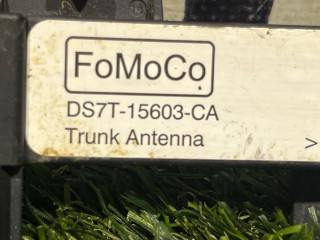 FoMoCo
DS7T-15603-CA
Trunk Antenna
>